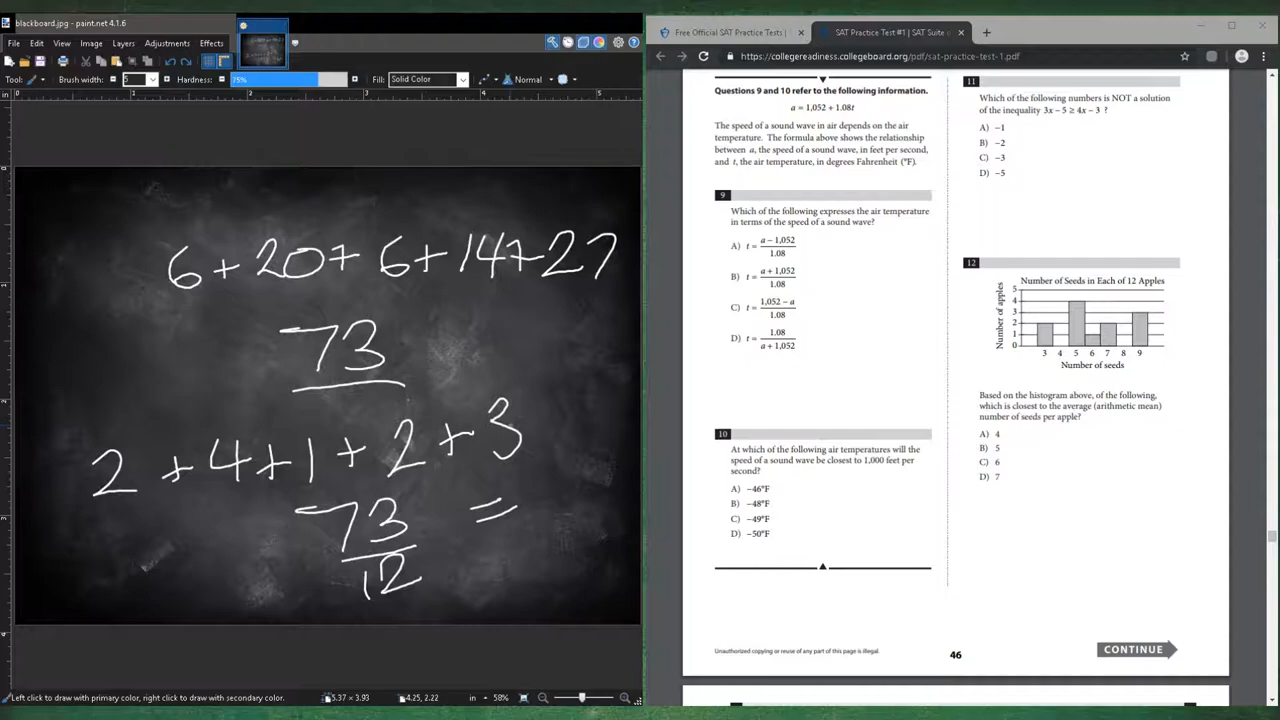 blackboard.jpg - paint.net 4.1.6
File Edit View Image Layers Adjustments Effects
Tool: Brush width: Hardness: 75% Fill: Solid Color Normal
6+20+6+14+27
73
2+4+1+2+3
73 =
12
Left click to draw with primary color, right click to draw with secondary color.
5.37 × 3.93
4.25, 2.22
in
58%
Free Official SAT Practice Tests |
SAT Practice Test #1 | SAT Suite o
https://collegereadiness.collegeboard.org/pdf/sat-practice-test-1.pdf
Questions 9 and 10 refer to the following information.
a = 1,052 + 1.08t
The speed of a sound wave in air depends on the air
temperature. The formula above shows the relationship
between a, the speed of a sound wave, in feet per second,
and t, the air temperature, in degrees Fahrenheit (°F).
9
Which of the following expresses the air temperature
in terms of the speed of a sound wave?
A) t = a − 1,052
1.08
B) t = a + 1,052
1.08
C) t = 1,052 − a
1.08
D) t = 1.08
a + 1,052
10
At which of the following air temperatures will the
speed of a sound wave be closest to 1,000 feet per
second?
A) −46°F
B) −48°F
C) −49°F
D) −50°F
11
Which of the following numbers is NOT a solution
of the inequality 3x − 5 ≥ 4x − 3 ?
A) −1
B) −2
C) −3
D) −5
12
Number of Seeds in Each of 12 Apples
Number of apples
5
4
3
2
1
0
3 4 5 6 7 8 9
Number of seeds
Based on the histogram above, of the following,
which is closest to the average (arithmetic mean)
number of seeds per apple?
A) 4
B) 5
C) 6
D) 7
Unauthorized copying or reuse of any part of this page is illegal.
46
CONTINUE